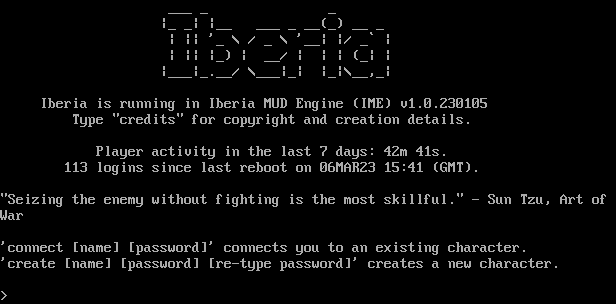 Iberia
Iberia is running in Iberia MUD Engine (IME) v1.0.230105
Type "credits" for copyright and creation details.
Player activity in the last 7 days: 42m 41s.
113 logins since last reboot on 06MAR23 15:41 (GMT).
"Seizing the enemy without fighting is the most skillful." - Sun Tzu, Art of
War
'connect [name] [password]' connects you to an existing character.
'create [name] [password] [re-type password]' creates a new character.
>